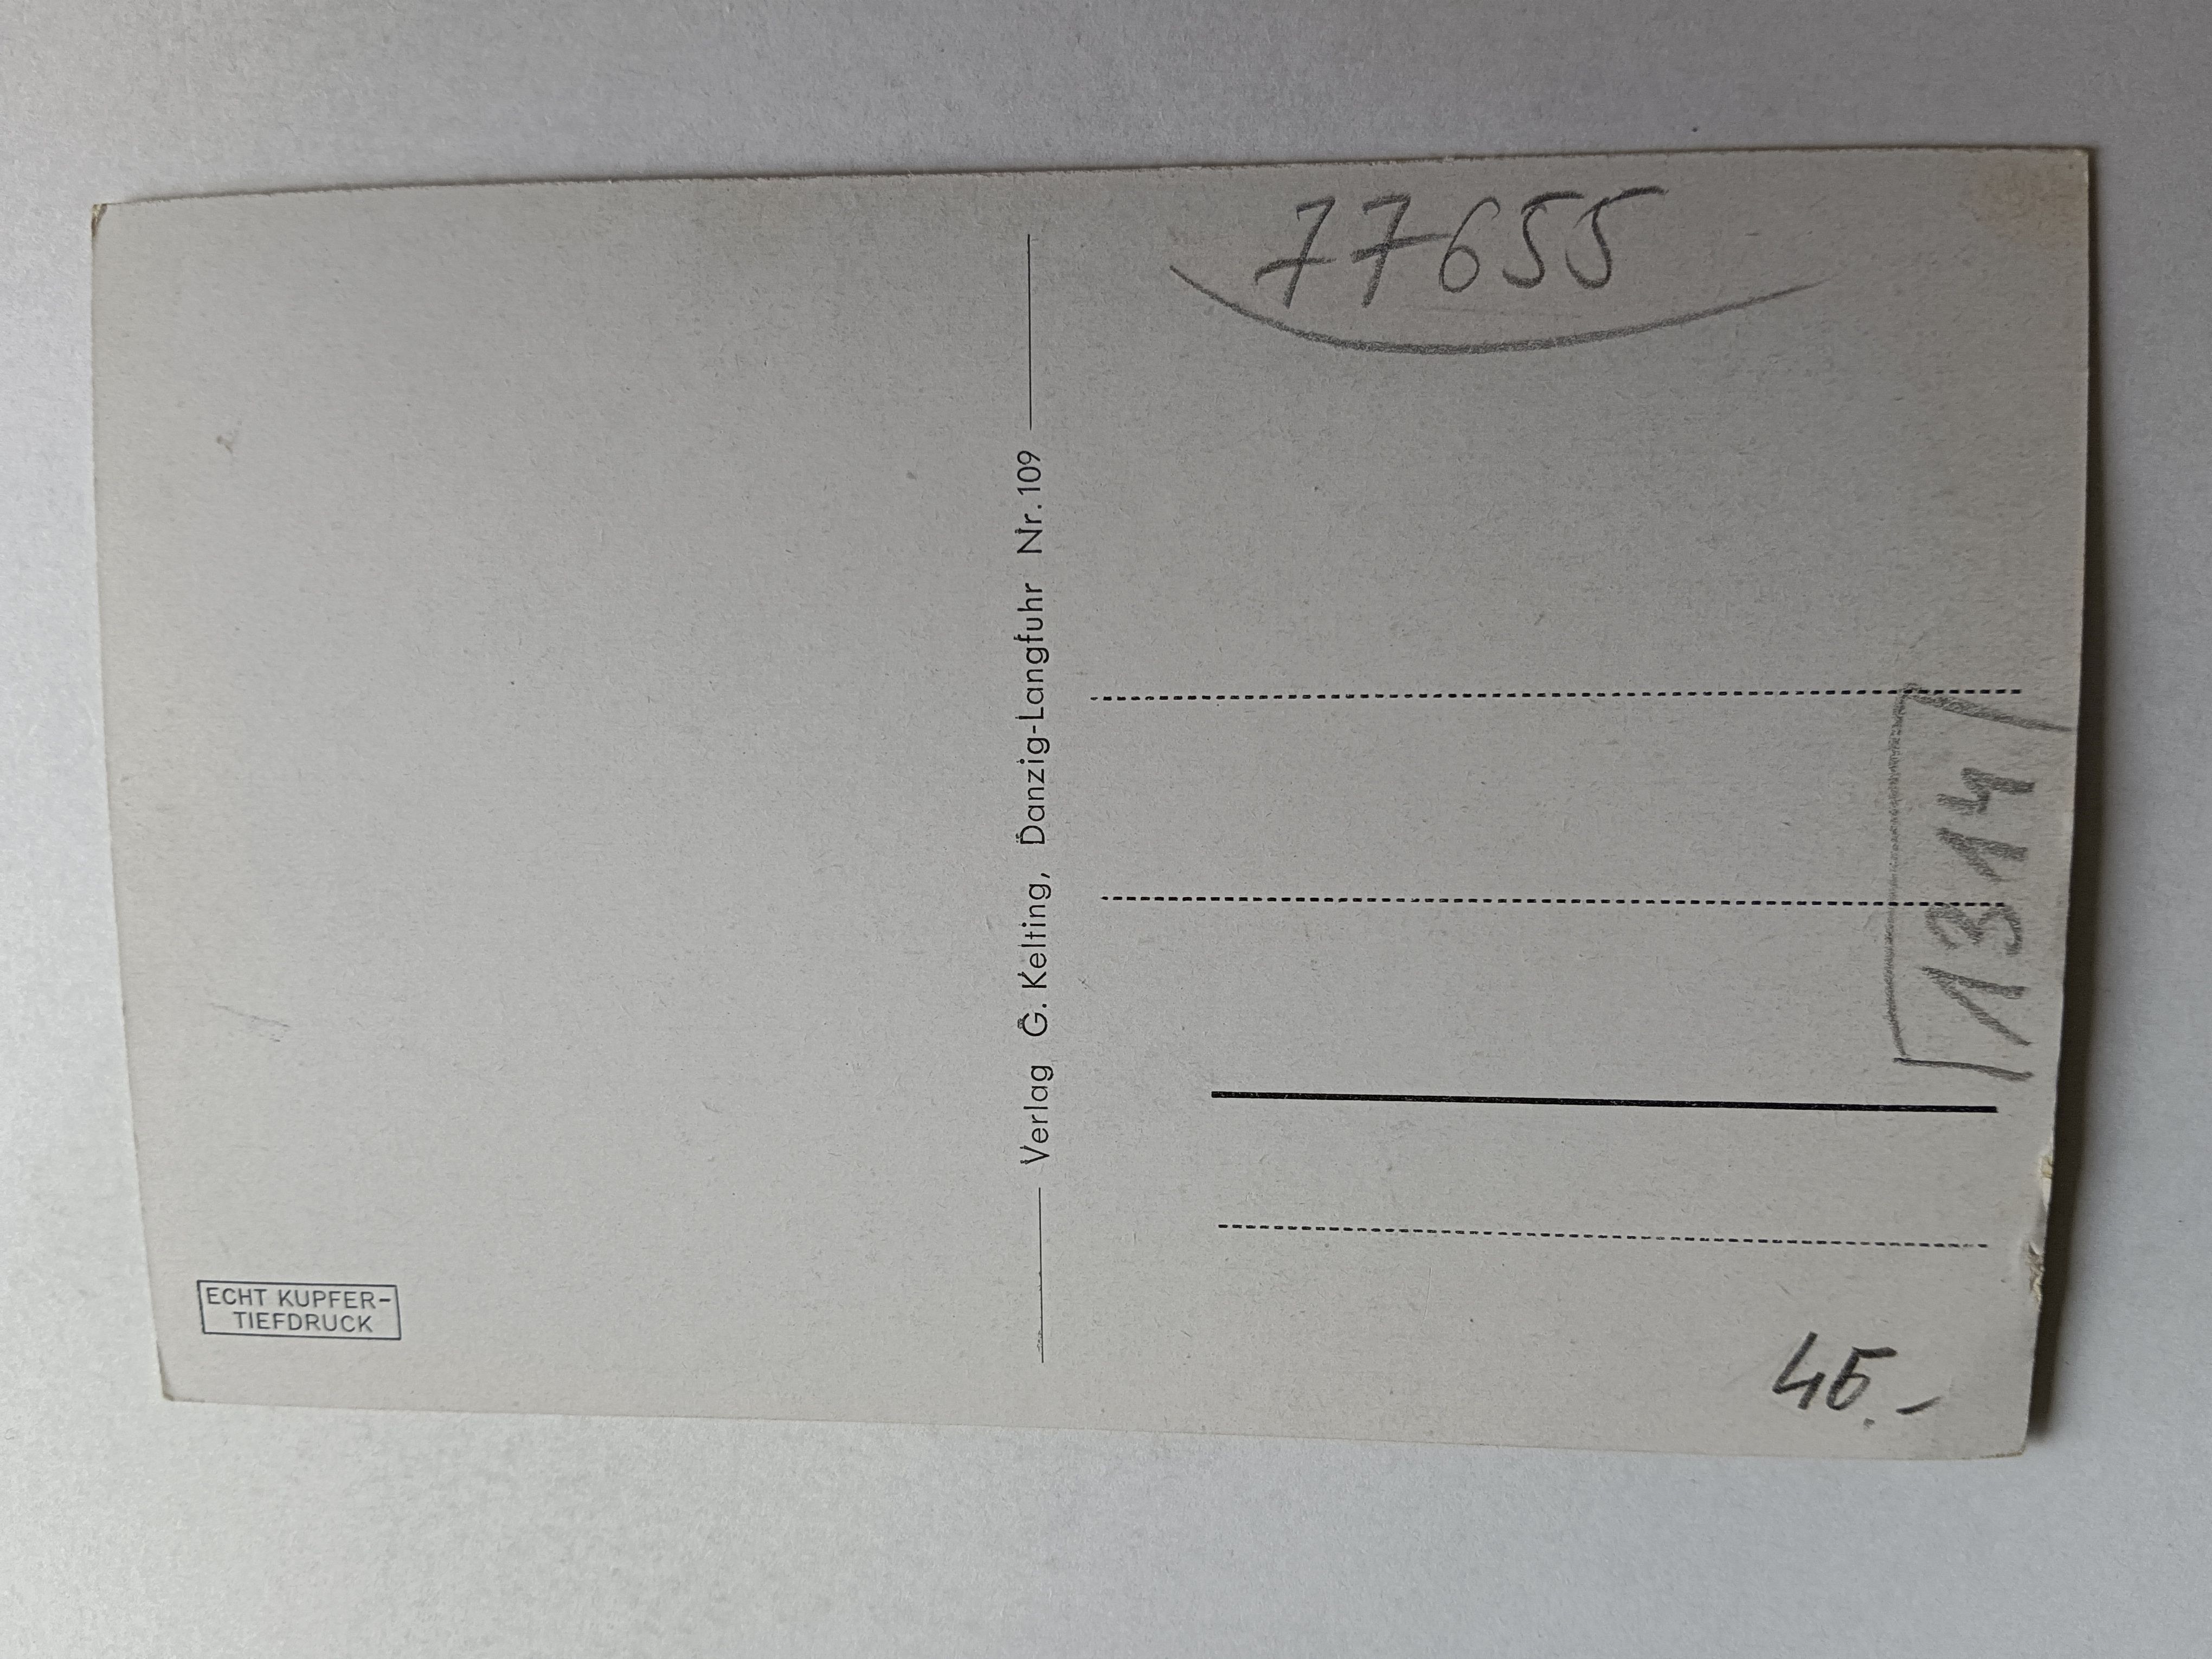 77655
Verlag G. Kelting, Danzig-Langfuhr Nr. 109
1314
ECHT KUPFER-
TIEFDRUCK
45.-